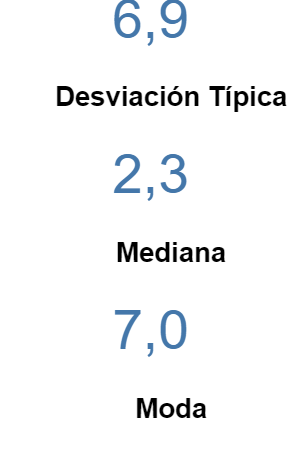 6,9
Desviación Típica
2,3
Mediana
7,0
Moda